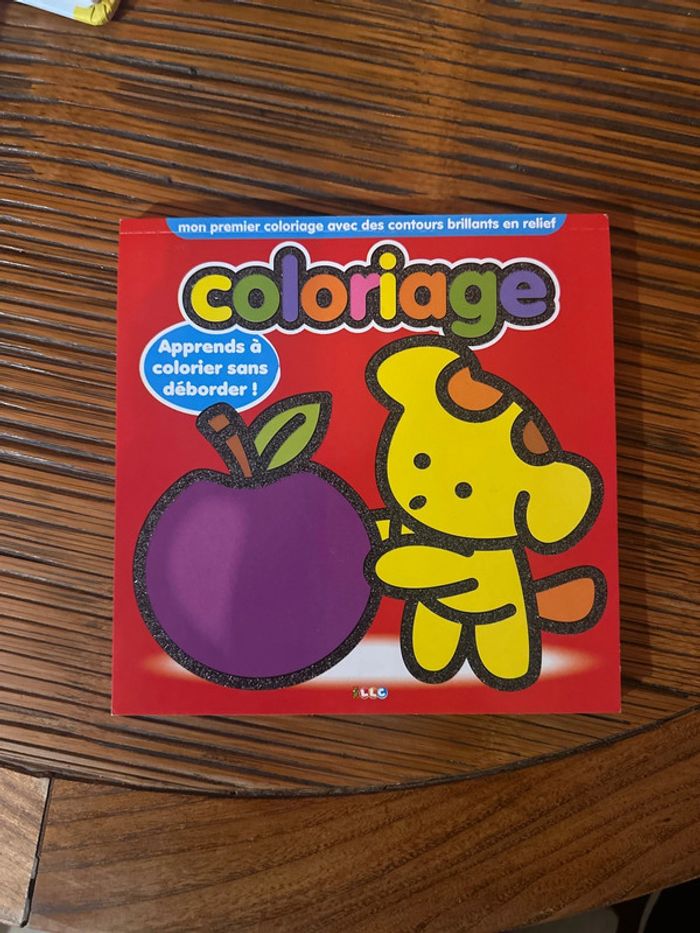 mon premier coloriage avec des contours brillants en relief
coloriage
Apprends à
colorier sans
déborder !
LLC